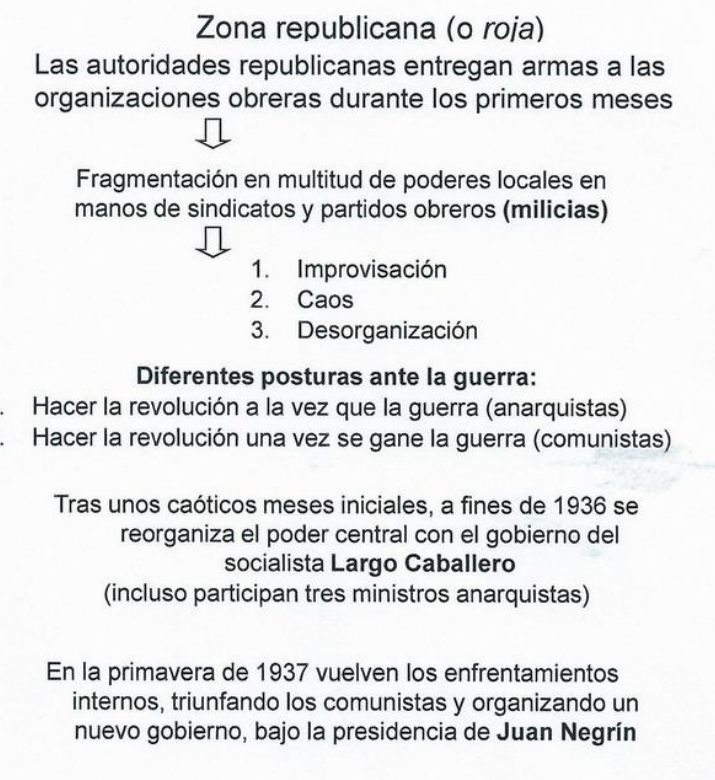 Zona republicana (o roja)
Las autoridades republicanas entregan armas a las
organizaciones obreras durante los primeros meses
Fragmentación en multitud de poderes locales en
manos de sindicatos y partidos obreros (milicias)
1. Improvisación
2. Caos
3. Desorganización
Diferentes posturas ante la guerra:
. Hacer la revolución a la vez que la guerra (anarquistas)
. Hacer la revolución una vez se gane la guerra (comunistas)
Tras unos caóticos meses iniciales, a fines de 1936 se
reorganiza el poder central con el gobierno del
socialista Largo Caballero
(incluso participan tres ministros anarquistas)
En la primavera de 1937 vuelven los enfrentamientos
internos, triunfando los comunistas y organizando un
nuevo gobierno, bajo la presidencia de Juan Negrín